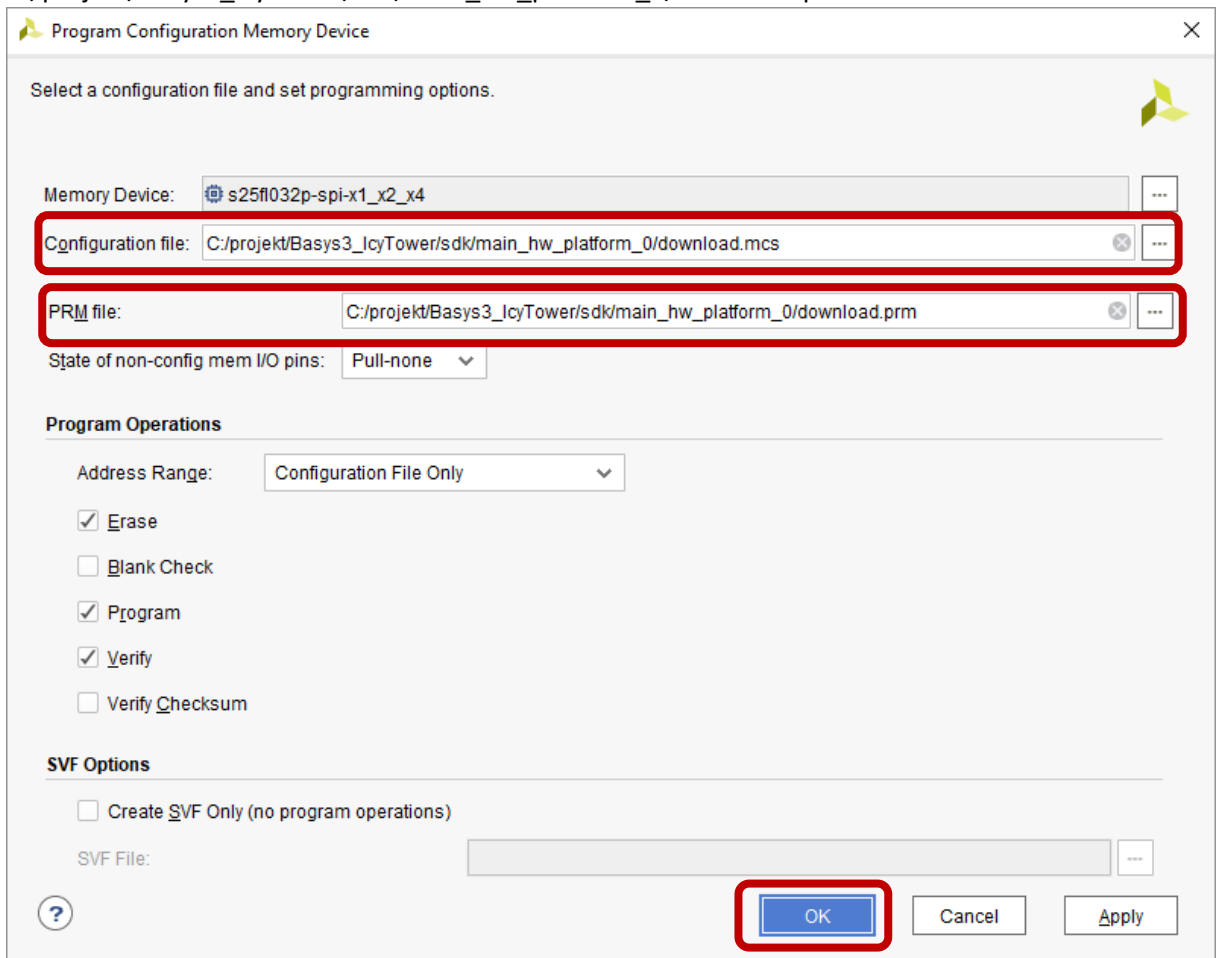 Program Configuration Memory Device
Select a configuration file and set programming options.
Memory Device: s25fl032p-spi-x1_x2_x4 ...
Configuration file: C:/projekt/Basys3_IcyTower/sdk/main_hw_platform_0/download.mcs ...
PRM file: C:/projekt/Basys3_IcyTower/sdk/main_hw_platform_0/download.prm ...
State of non-config mem I/O pins: Pull-none
Program Operations
Address Range: Configuration File Only
Erase
Blank Check
Program
Verify
Verify Checksum
SVF Options
Create SVF Only (no program operations)
SVF File: ...
? OK Cancel Apply